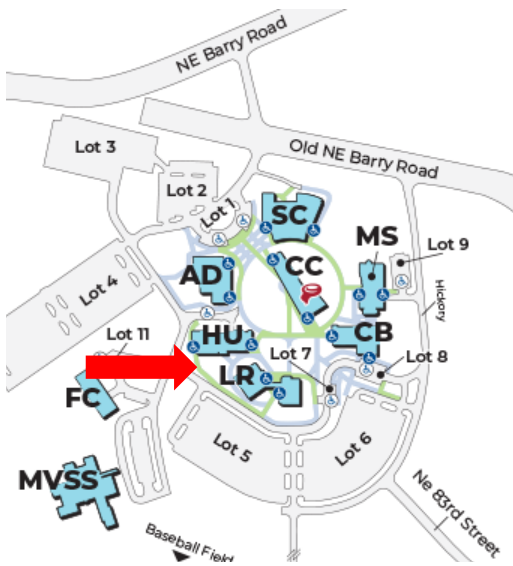 NE Barry Road
Old NE Barry Road
Lot 3
Lot 2
Lot 1
SC
MS
Lot 9
AD
CC
Lot 4
Hickory
Lot 11
HU
CB
Lot 7
Lot 8
LR
FC
Lot 5
Lot 6
MVSS
Ne 83rd Street
Baseball Field